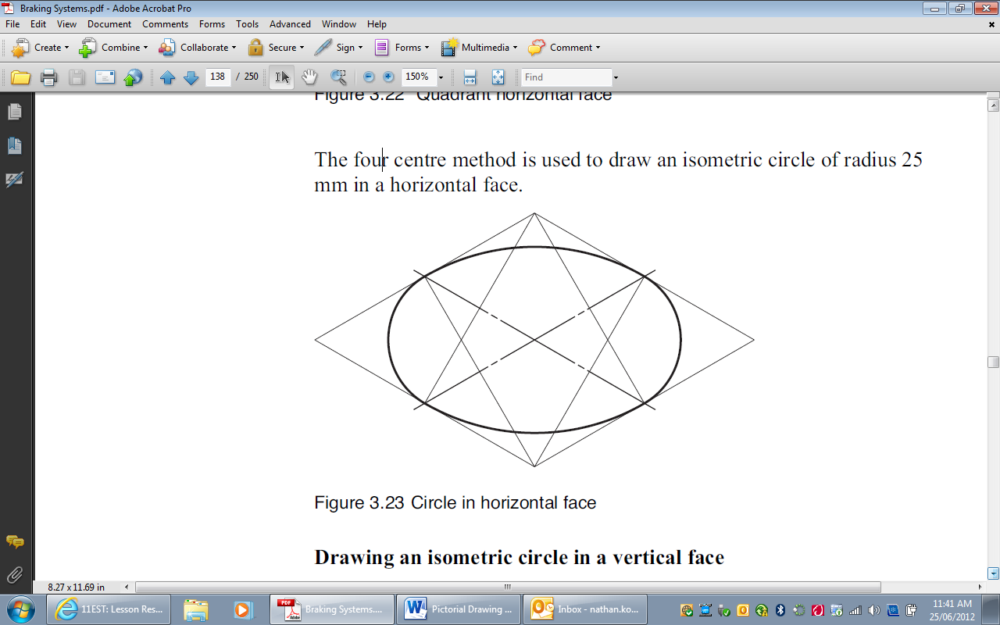 Braking Systems.pdf - Adobe Acrobat Pro
File Edit View Document Comments Forms Tools Advanced Window Help
Create Combine Collaborate Secure Sign Forms Multimedia Comment
138 / 250 150% Find
Figure 3.22 Quadrant horizontal face
The four centre method is used to draw an isometric circle of radius 25
mm in a horizontal face.
Figure 3.23 Circle in horizontal face
Drawing an isometric circle in a vertical face
8.27 x 11.69 in
11EST: Lesson Res... Braking Systems.... Pictorial Drawing ... Inbox - nathan.ko...
11:41 AM
25/06/2012